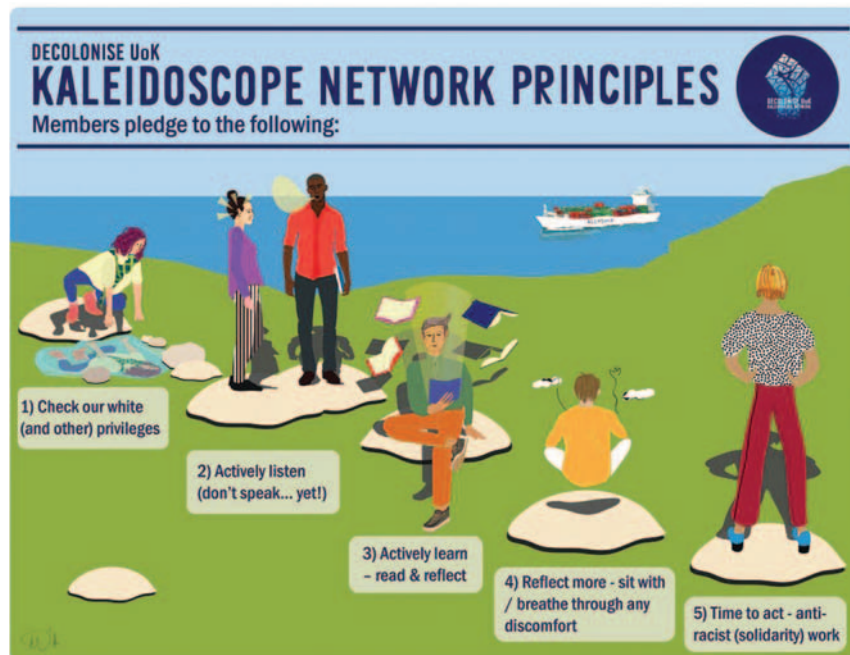 DECOLONISE UoK
KALEIDOSCOPE NETWORK PRINCIPLES
Members pledge to the following:
1) Check our white
(and other) privileges
2) Actively listen
(don't speak... yet!)
3) Actively learn
– read & reflect
4) Reflect more - sit with
/ breathe through any
discomfort
5) Time to act - anti-
racist (solidarity) work